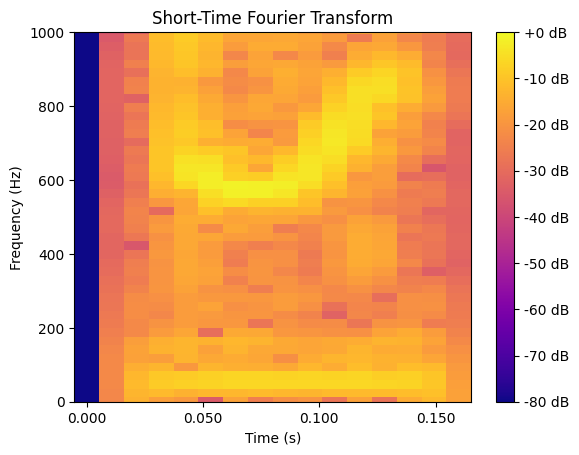 Short-Time Fourier Transform
1000
800
600
400
200
0
Frequency (Hz)
0.000
0.050
0.100
0.150
Time (s)
+0 dB
-10 dB
-20 dB
-30 dB
-40 dB
-50 dB
-60 dB
-70 dB
-80 dB